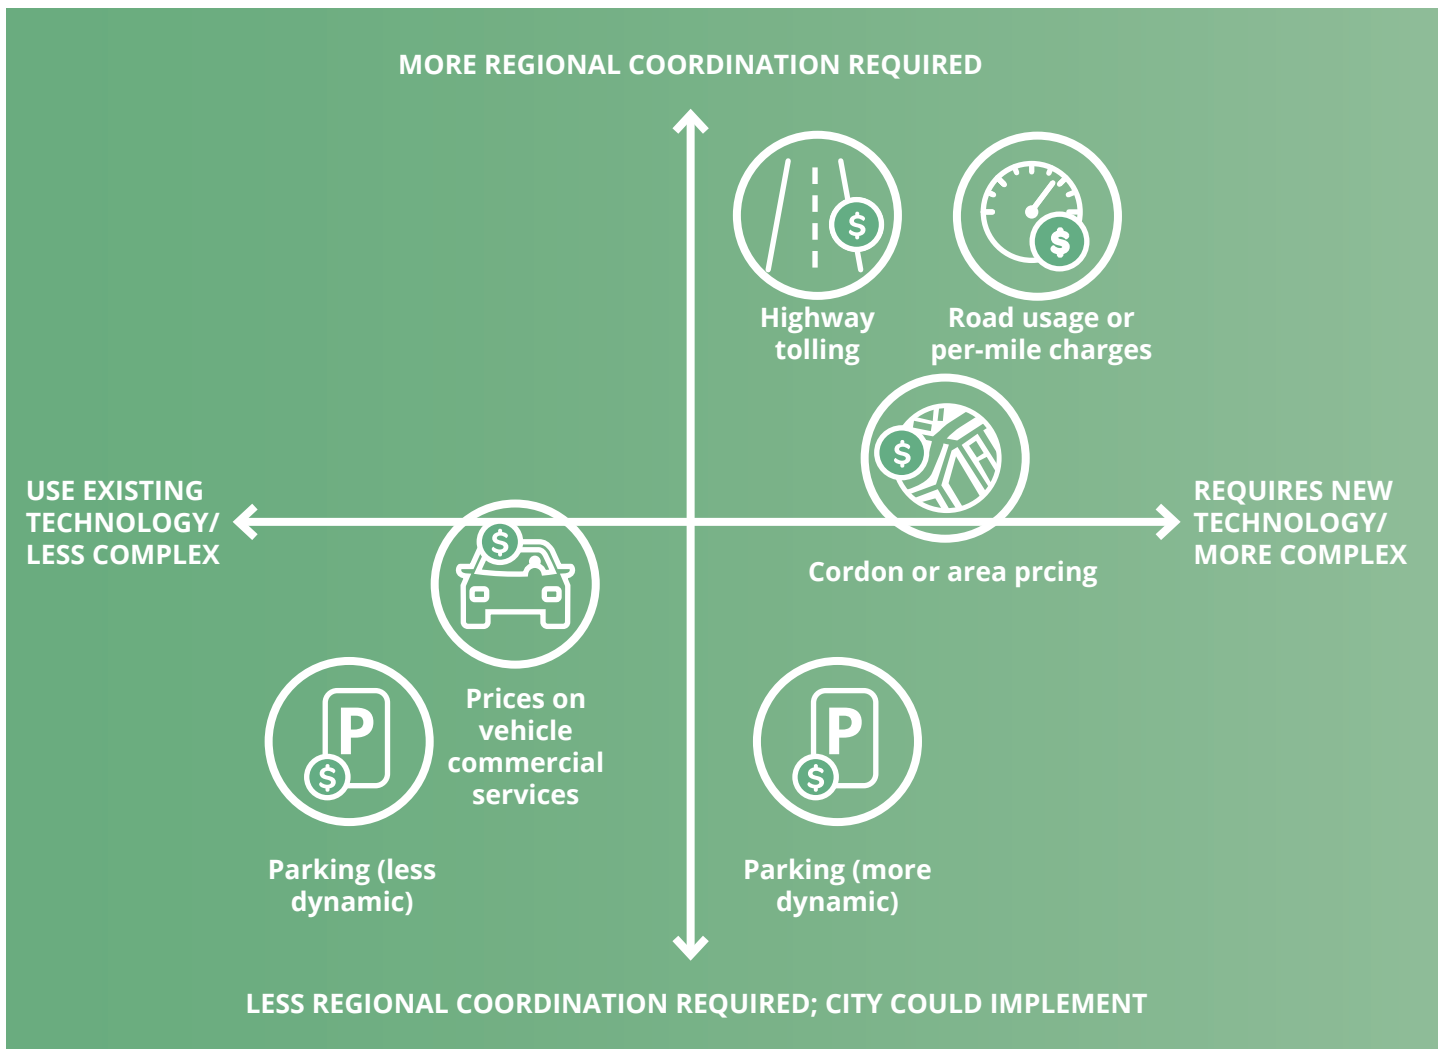 MORE REGIONAL COORDINATION REQUIRED
$
$
Highway
tolling
Road usage or
per-mile charges
$
USE EXISTING
TECHNOLOGY/
LESS COMPLEX
REQUIRES NEW
TECHNOLOGY/
MORE COMPLEX
$
Cordon or area prcing
Prices on
vehicle
commercial
services
P
$
P
$
Parking (less
dynamic)
Parking (more
dynamic)
LESS REGIONAL COORDINATION REQUIRED; CITY COULD IMPLEMENT